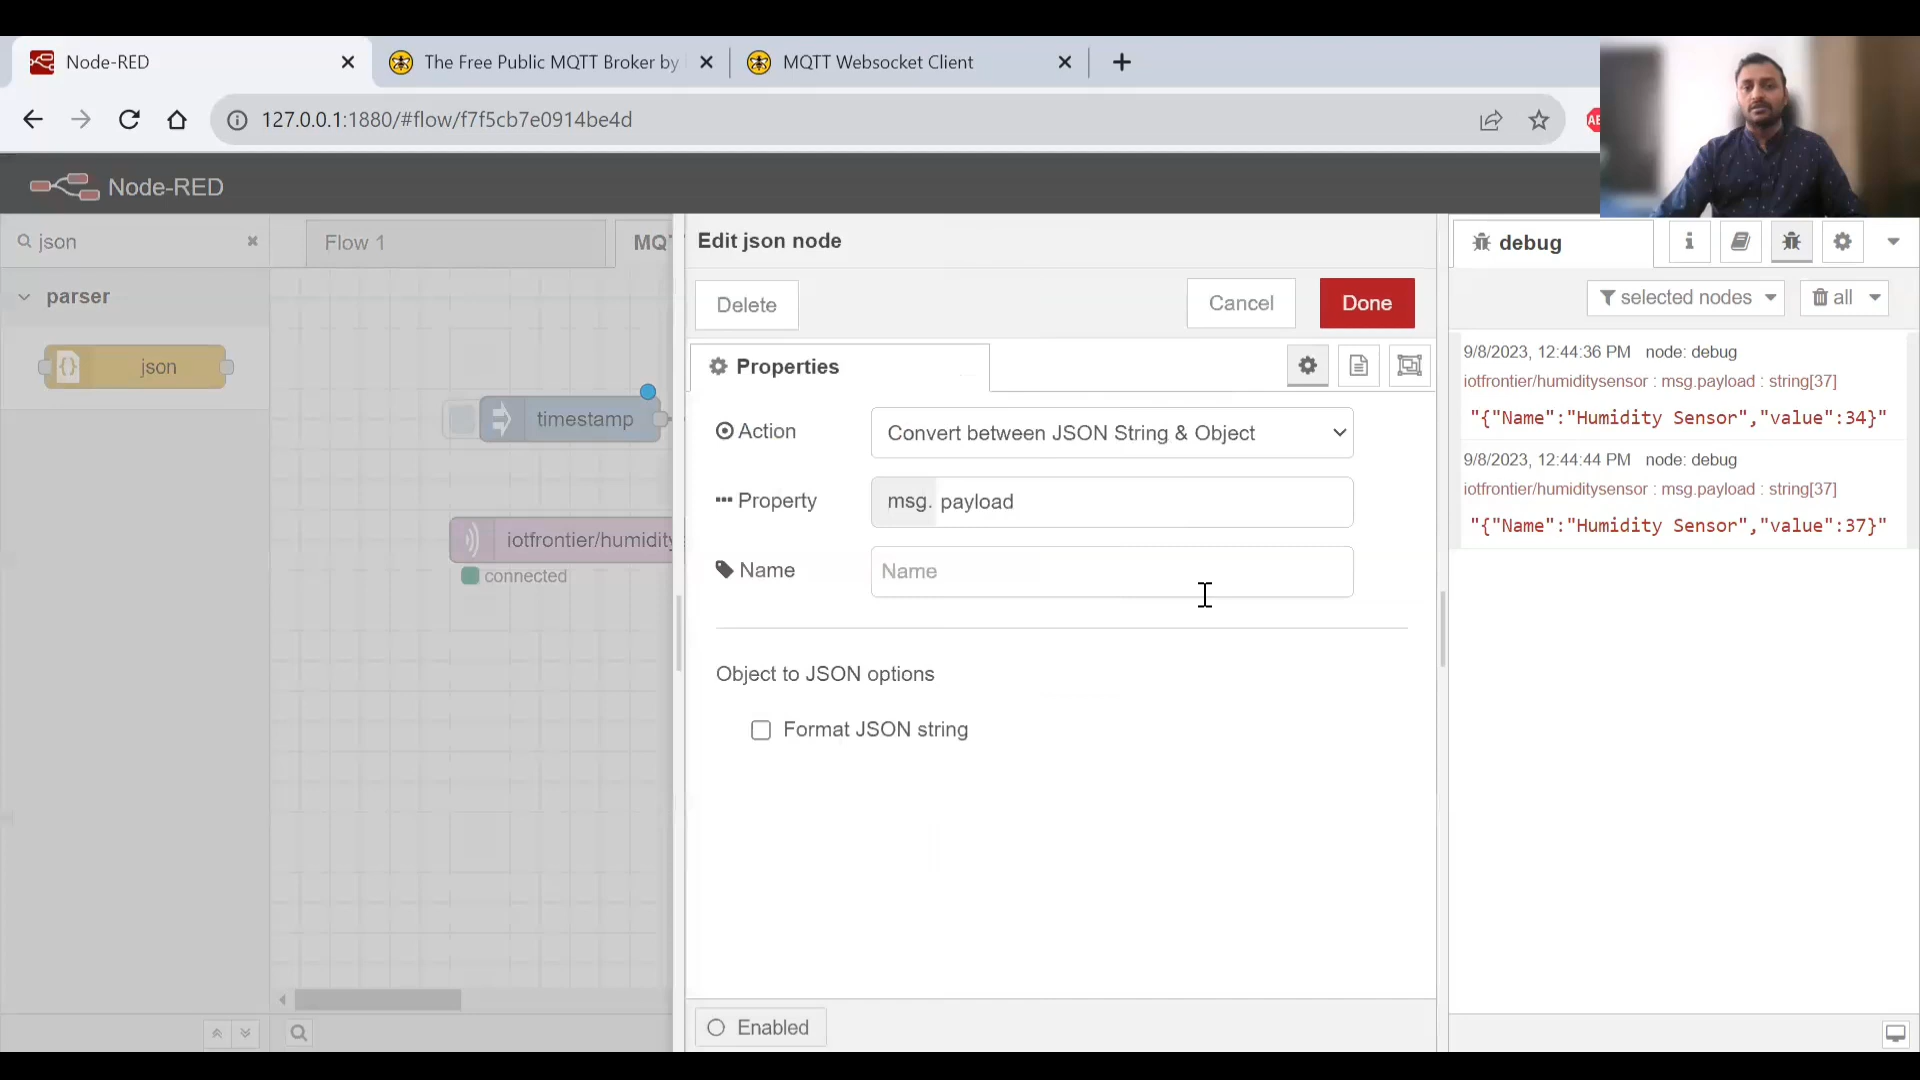 Node-RED
The Free Public MQTT Broker by
MQTT Websocket Client
127.0.0.1:1880/#flow/f7f5cb7e0914be4d
Node-RED
json
Flow 1
MQT
parser
json
timestamp
iotfrontier/humidity
connected
Edit json node
Delete
Cancel
Done
Properties
Action
Convert between JSON String & Object
Property
msg. payload
Name
Name
Object to JSON options
Format JSON string
Enabled
debug
selected nodes
all
9/8/2023, 12:44:36 PM node: debug
iotfrontier/humiditysensor : msg.payload : string[37]
"{"Name":"Humidity Sensor","value":34}"
9/8/2023, 12:44:44 PM node: debug
iotfrontier/humiditysensor : msg.payload : string[37]
"{"Name":"Humidity Sensor","value":37}"